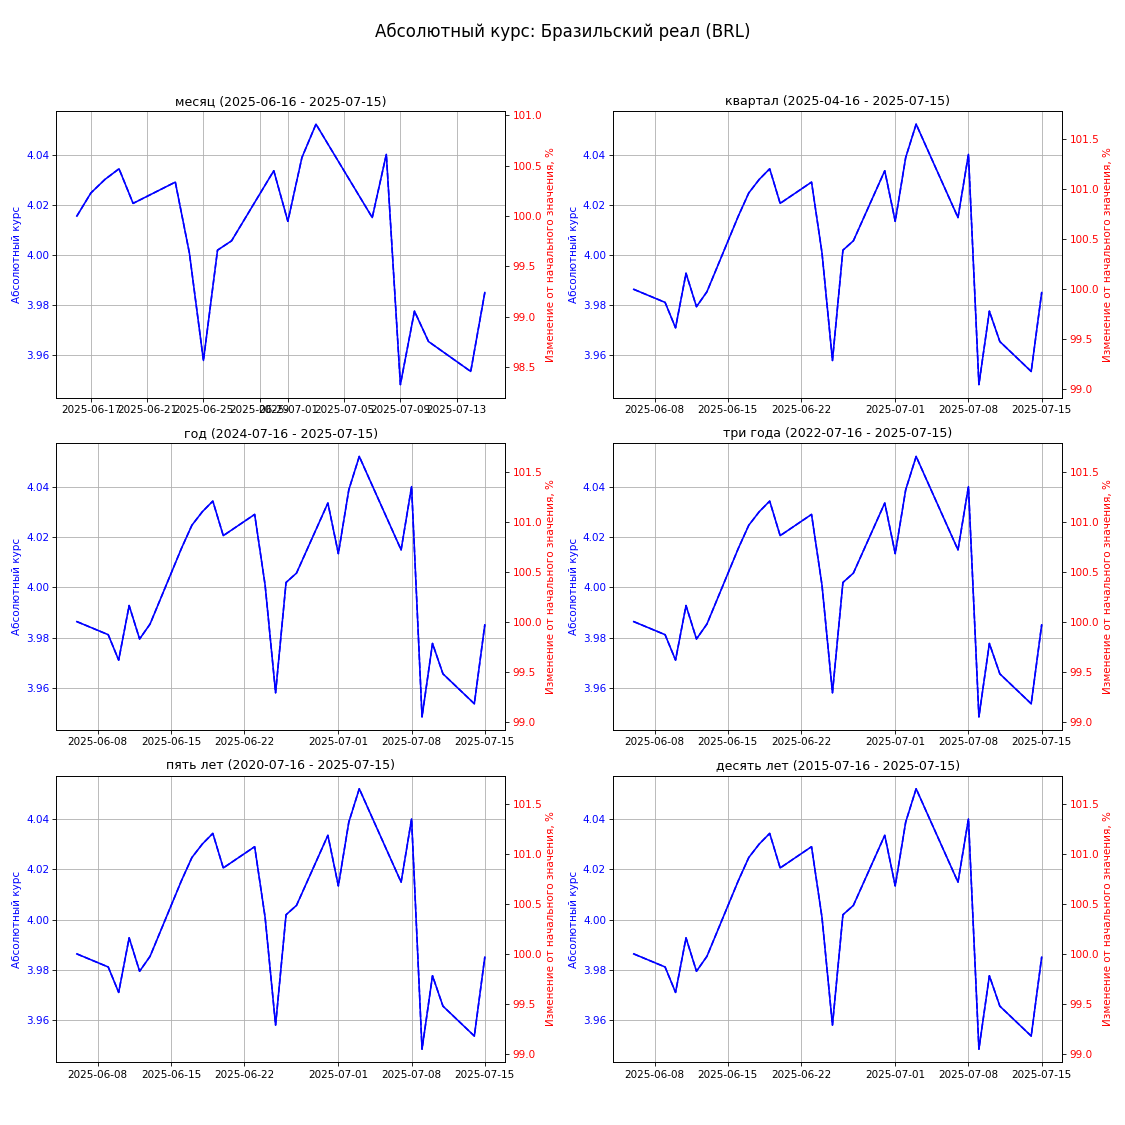 Абсолютный курс: Бразильский реал (BRL)
месяц (2025-06-16 - 2025-07-15)
Абсолютный курс
4.04
4.02
4.00
3.98
3.96
101.0
100.5
100.0
99.5
99.0
98.5
Изменение от начального значения, %
2025-06-17 2025-06-21 2025-06-25 2025-06-29 2025-07-01 2025-07-05 2025-07-09 2025-07-13
квартал (2025-04-16 - 2025-07-15)
Абсолютный курс
4.04
4.02
4.00
3.98
3.96
101.5
101.0
100.5
100.0
99.5
99.0
Изменение от начального значения, %
2025-06-08 2025-06-15 2025-06-22 2025-07-01 2025-07-08 2025-07-15
год (2024-07-16 - 2025-07-15)
Абсолютный курс
4.04
4.02
4.00
3.98
3.96
101.5
101.0
100.5
100.0
99.5
99.0
Изменение от начального значения, %
2025-06-08 2025-06-15 2025-06-22 2025-07-01 2025-07-08 2025-07-15
три года (2022-07-16 - 2025-07-15)
Абсолютный курс
4.04
4.02
4.00
3.98
3.96
101.5
101.0
100.5
100.0
99.5
99.0
Изменение от начального значения, %
2025-06-08 2025-06-15 2025-06-22 2025-07-01 2025-07-08 2025-07-15
пять лет (2020-07-16 - 2025-07-15)
Абсолютный курс
4.04
4.02
4.00
3.98
3.96
101.5
101.0
100.5
100.0
99.5
99.0
Изменение от начального значения, %
2025-06-08 2025-06-15 2025-06-22 2025-07-01 2025-07-08 2025-07-15
десять лет (2015-07-16 - 2025-07-15)
Абсолютный курс
4.04
4.02
4.00
3.98
3.96
101.5
101.0
100.5
100.0
99.5
99.0
Изменение от начального значения, %
2025-06-08 2025-06-15 2025-06-22 2025-07-01 2025-07-08 2025-07-15